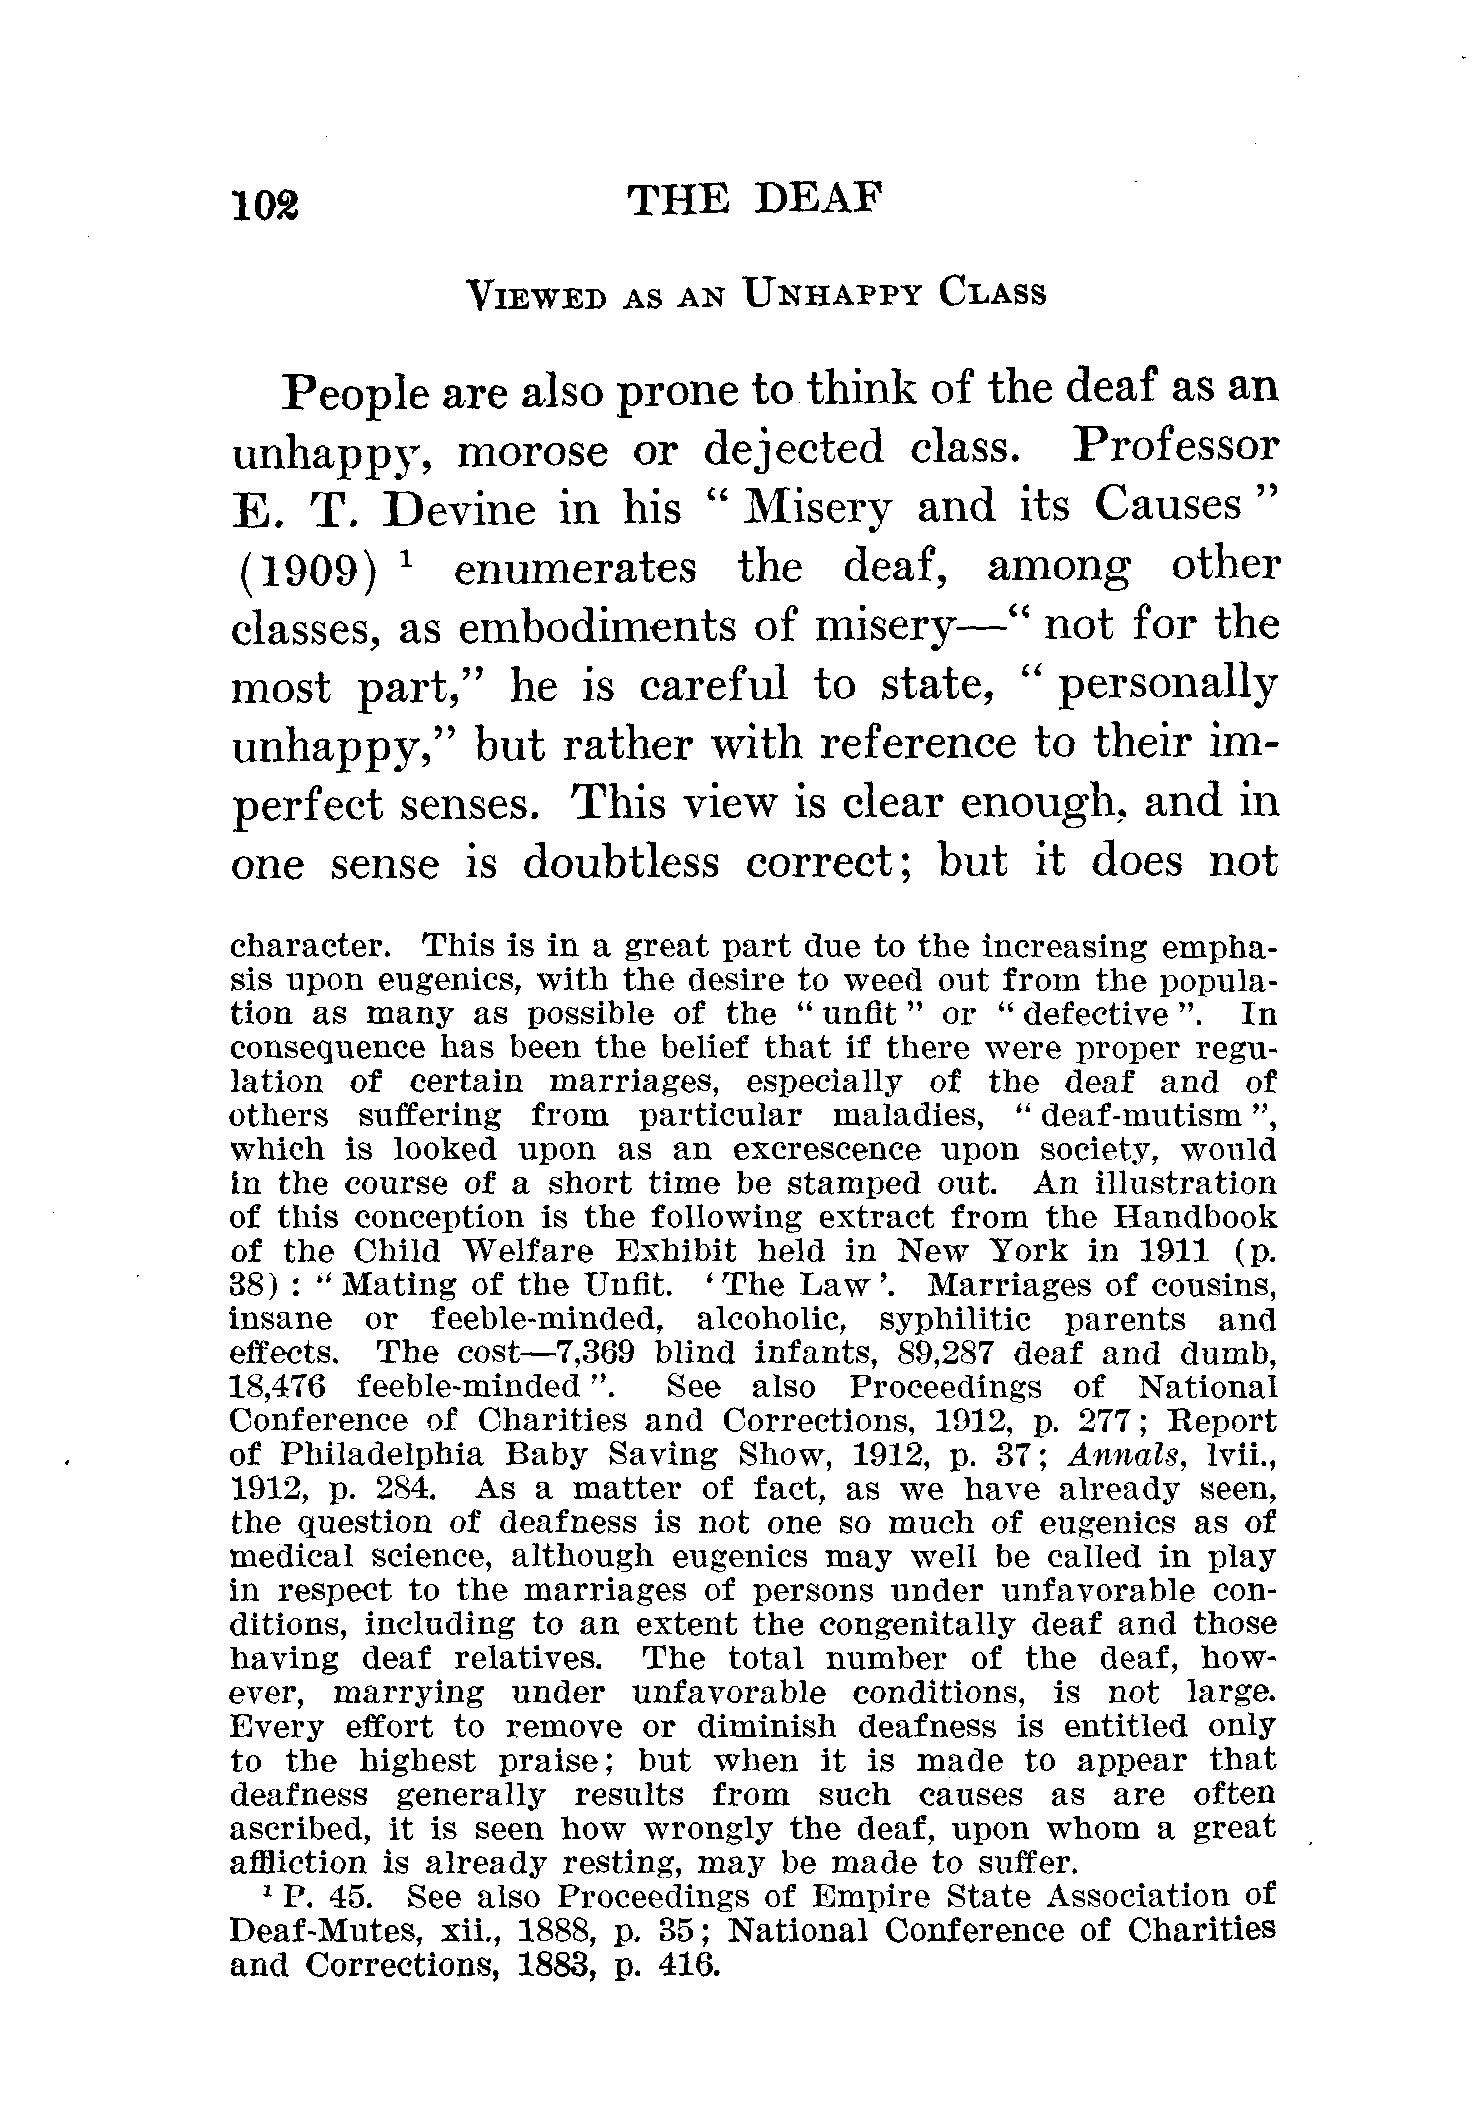 102 THE DEAF
VIEWED AS AN UNHAPPY CLASS
People are also prone to think of the deaf as an
unhappy, morose or dejected class. Professor
E. T. Devine in his “ Misery and its Causes ”
(1909) ¹ enumerates the deaf, among other
classes, as embodiments of misery—“ not for the
most part,” he is careful to state, “ personally
unhappy,” but rather with reference to their im-
perfect senses. This view is clear enough, and in
one sense is doubtless correct; but it does not
character. This is in a great part due to the increasing empha-
sis upon eugenics, with the desire to weed out from the popula-
tion as many as possible of the “ unfit ” or “ defective ”. In
consequence has been the belief that if there were proper regu-
lation of certain marriages, especially of the deaf and of
others suffering from particular maladies, “ deaf-mutism ”,
which is looked upon as an excrescence upon society, would
in the course of a short time be stamped out. An illustration
of this conception is the following extract from the Handbook
of the Child Welfare Exhibit held in New York in 1911 (p.
38) : “ Mating of the Unfit. ‘ The Law ’. Marriages of cousins,
insane or feeble-minded, alcoholic, syphilitic parents and
effects. The cost—7,369 blind infants, 89,287 deaf and dumb,
18,476 feeble-minded ”. See also Proceedings of National
Conference of Charities and Corrections, 1912, p. 277; Report
of Philadelphia Baby Saving Show, 1912, p. 37; Annals, lvii.,
1912, p. 284. As a matter of fact, as we have already seen,
the question of deafness is not one so much of eugenics as of
medical science, although eugenics may well be called in play
in respect to the marriages of persons under unfavorable con-
ditions, including to an extent the congenitally deaf and those
having deaf relatives. The total number of the deaf, how-
ever, marrying under unfavorable conditions, is not large.
Every effort to remove or diminish deafness is entitled only
to the highest praise; but when it is made to appear that
deafness generally results from such causes as are often
ascribed, it is seen how wrongly the deaf, upon whom a great
affliction is already resting, may be made to suffer.
¹ P. 45. See also Proceedings of Empire State Association of
Deaf-Mutes, xii., 1888, p. 35; National Conference of Charities
and Corrections, 1883, p. 416.